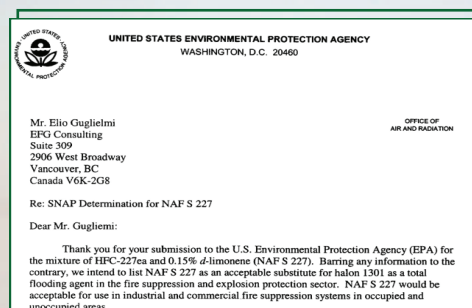 UNITED STATES
ENVIRONMENTAL PROTECTION AGENCY
UNITED STATES ENVIRONMENTAL PROTECTION AGENCY
WASHINGTON, D.C. 20460
OFFICE OF
AIR AND RADIATION
Mr. Elio Guglielmi
EFG Consulting
Suite 309
2906 West Broadway
Vancouver, BC
Canada V6K-2G8
Re: SNAP Determination for NAF S 227
Dear Mr. Gugliemi:
Thank you for your submission to the U.S. Environmental Protection Agency (EPA) for
the mixture of HFC-227ea and 0.15% d-limonene (NAF S 227). Barring any information to the
contrary, we intend to list NAF S 227 as an acceptable substitute for halon 1301 as a total
flooding agent in the fire suppression and explosion protection sector. NAF S 227 would be
acceptable for use in industrial and commercial fire suppression systems in occupied and
unoccupied areas